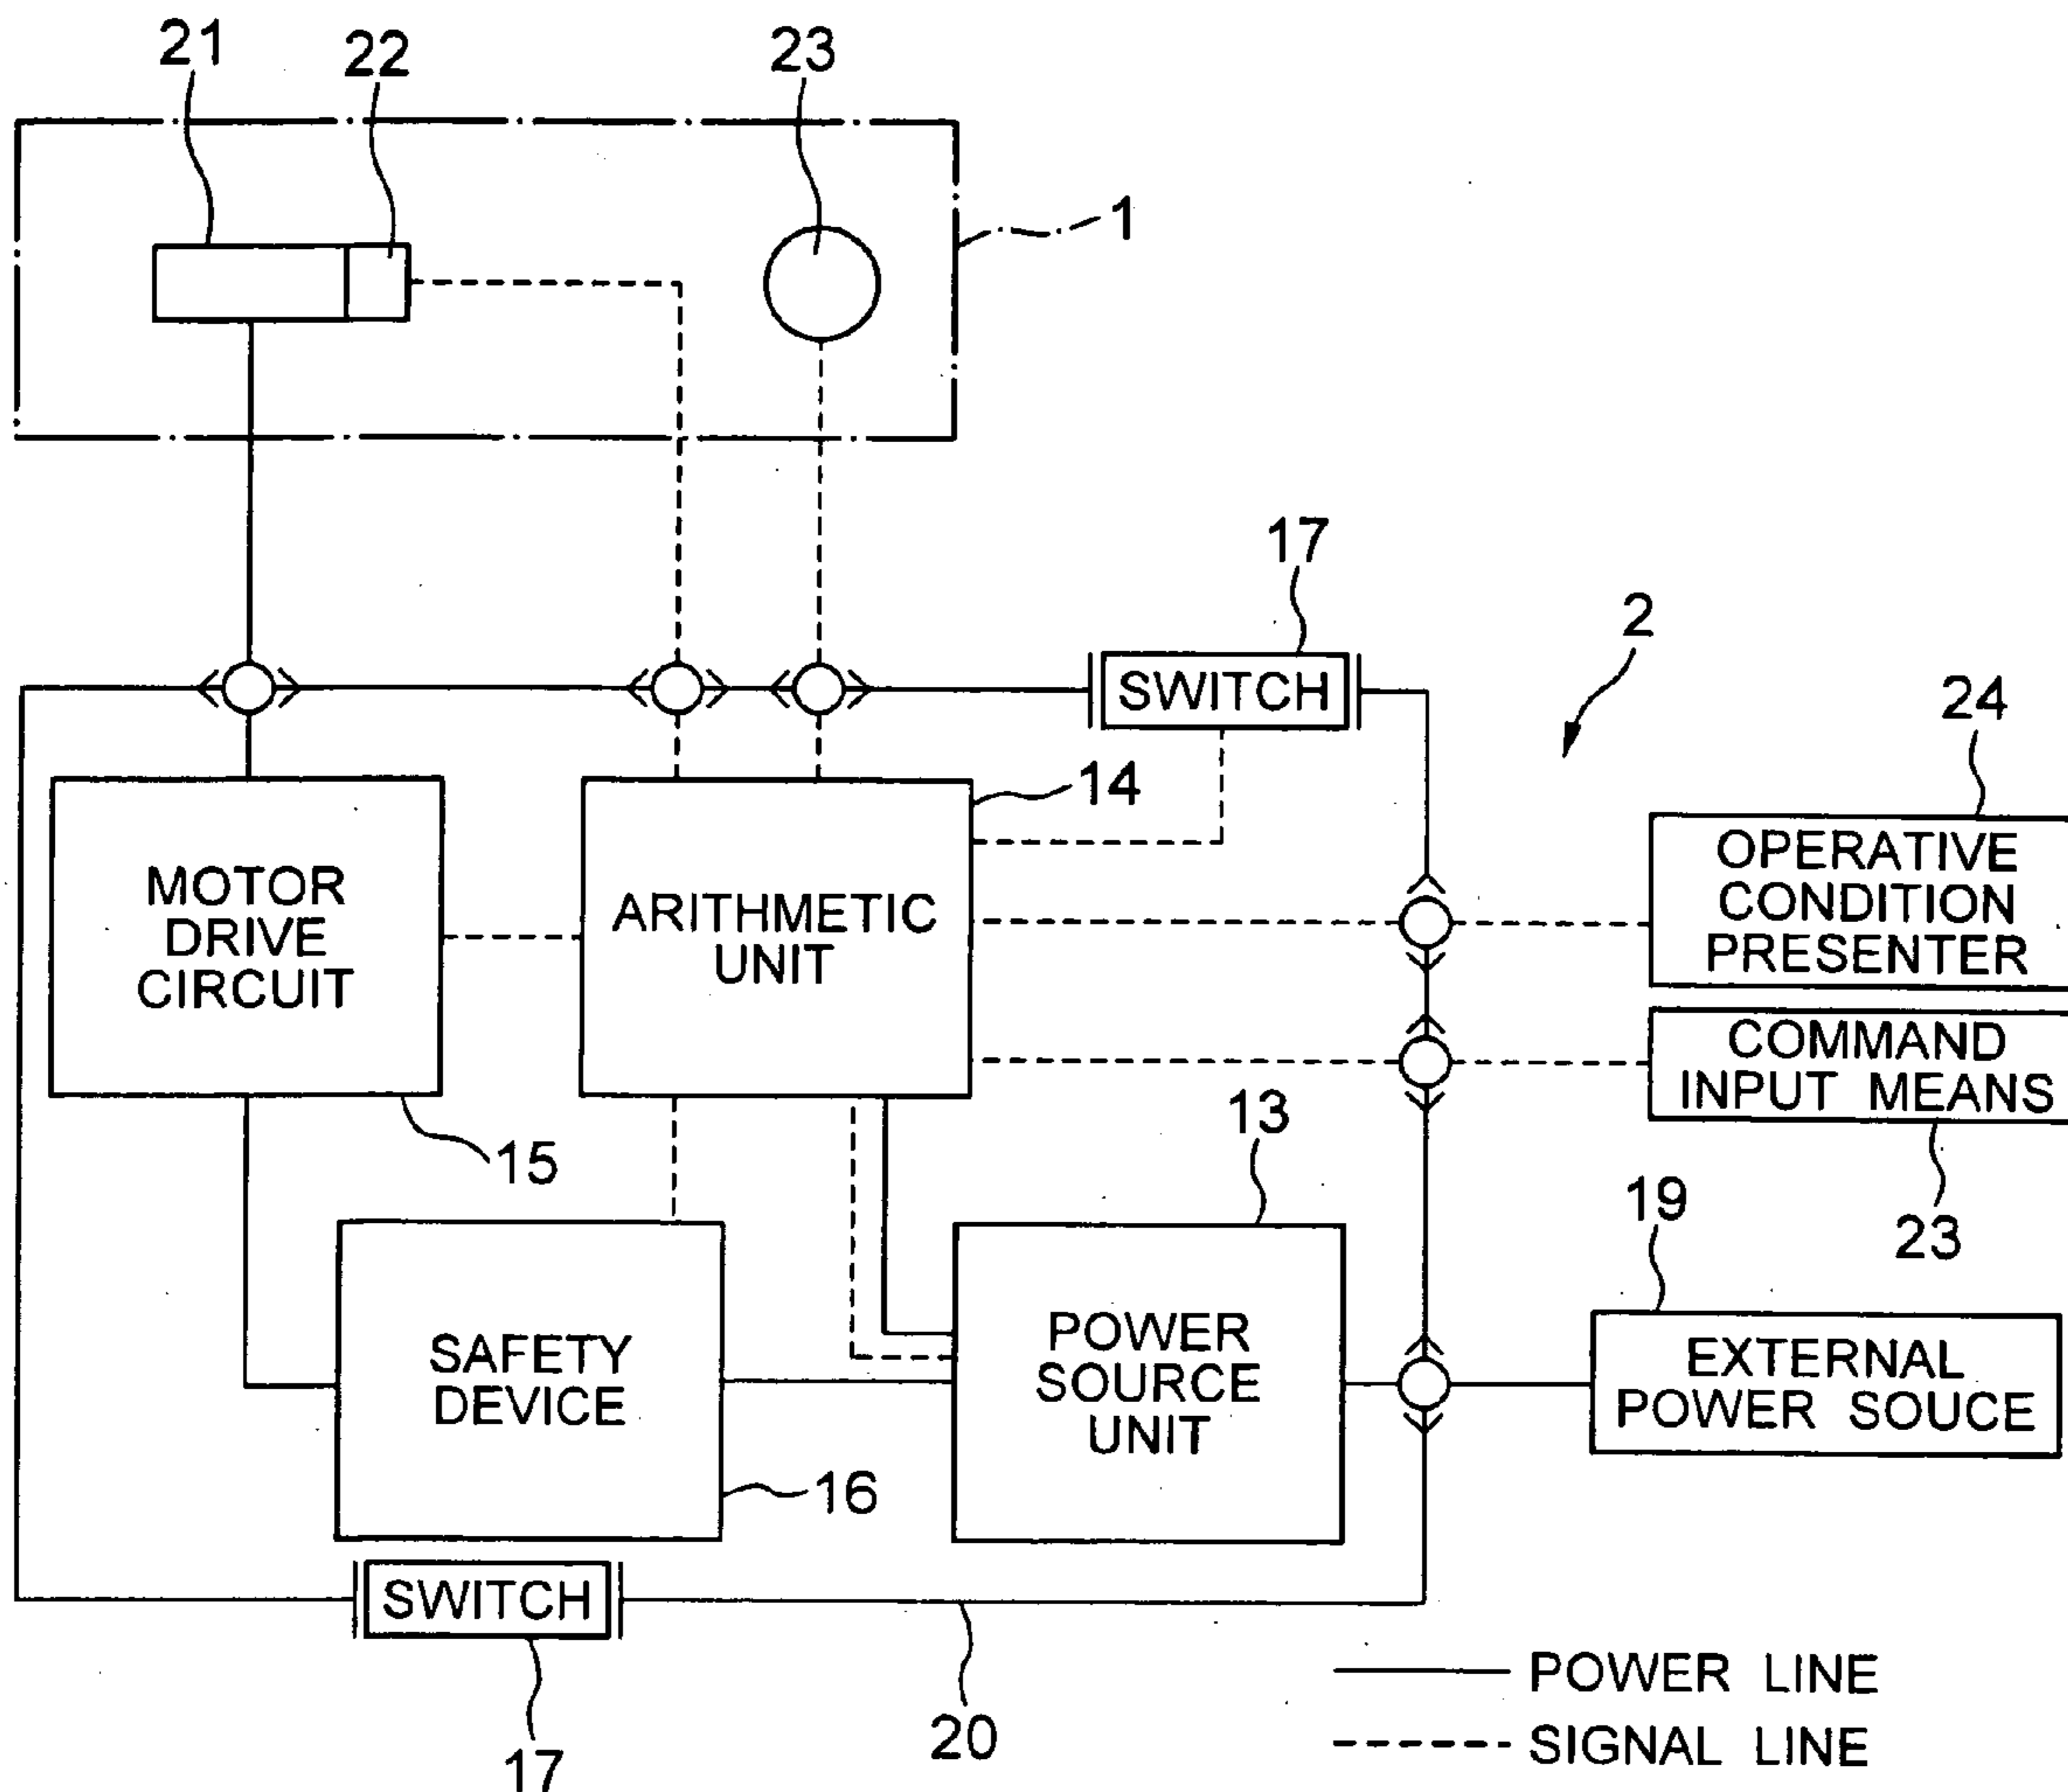 21
22
23
1
17
SWITCH
2
24
14
OPERATIVE
CONDITION
PRESENTER
MOTOR
DRIVE
CIRCUIT
ARITHMETIC
UNIT
COMMAND
INPUT MEANS
15
13
19
23
SAFETY
DEVICE
POWER
SOURCE
UNIT
EXTERNAL
POWER SOUCE
16
SWITCH
17
20
POWER LINE
SIGNAL LINE